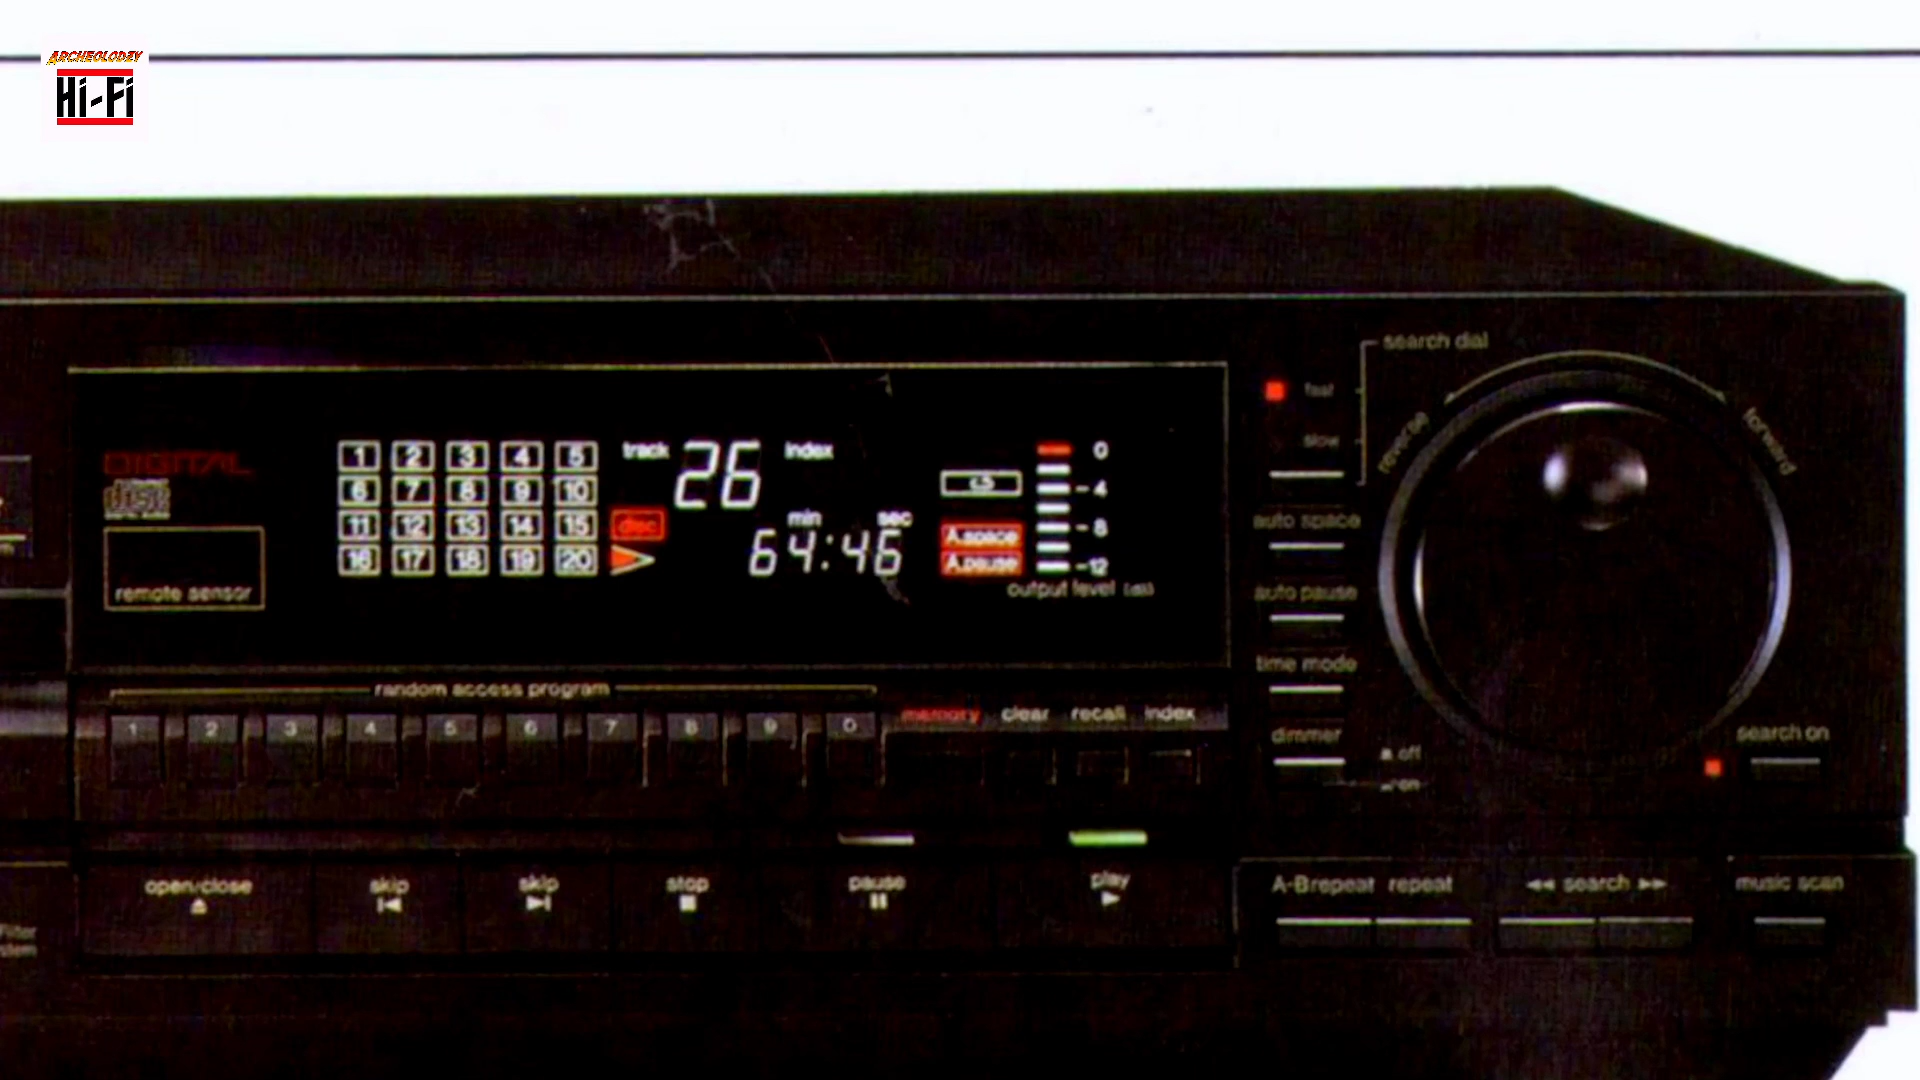 ARCHEOLODZY
Hi-Fi
search dial
fast
slow
reverse
forward
DIGITAL
disc
DIGITAL AUDIO
1 2 3 4 5
6 7 8 9 10
11 12 13 14 15
16 17 18 19 20
track 26 index
disc
min sec
64:46
A.space
A.pause
0
-4
-8
-12
output level (dB)
remote sensor
auto space
auto pause
time mode
dimmer
off
on
search on
random access program
1 2 3 4 5 6 7 8 9 0
memory clear recall index
open/close
skip
skip
stop
pause
play
A-B repeat repeat
search
music scan